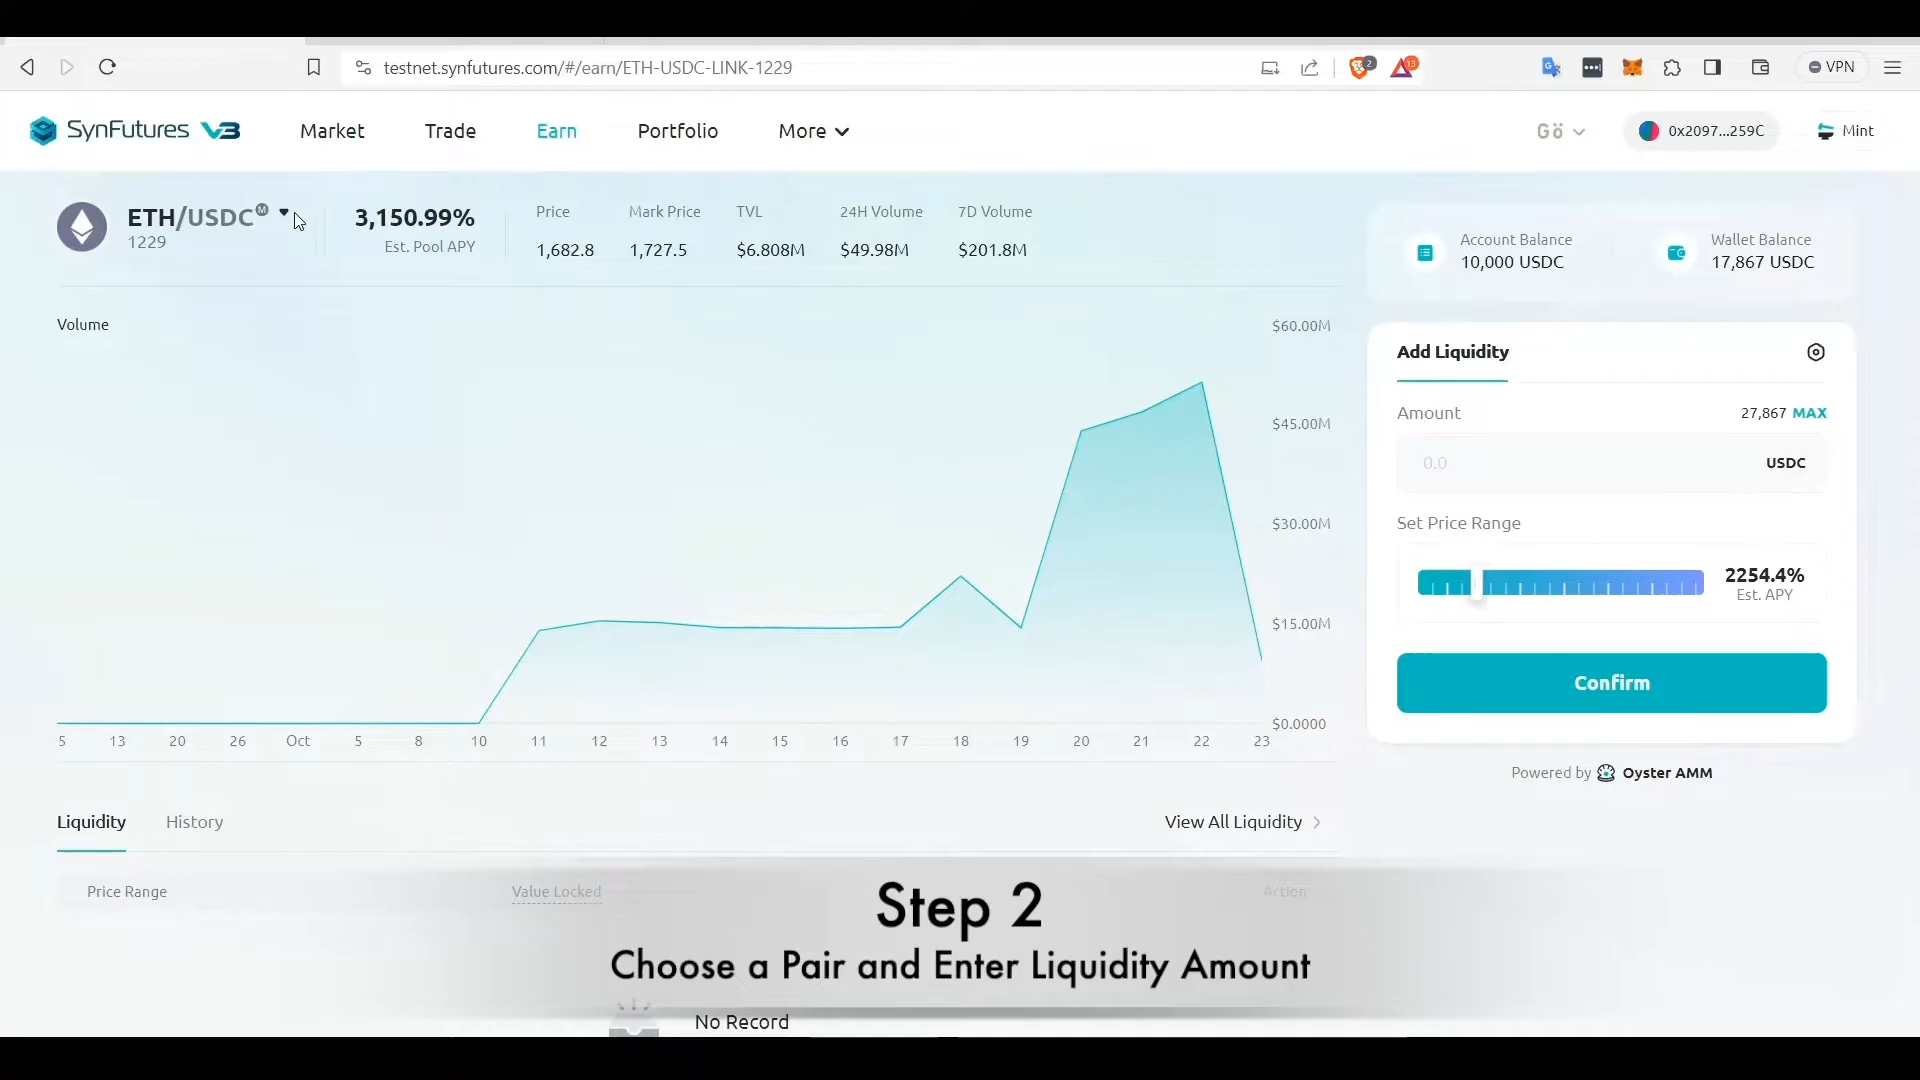 testnet.synfutures.com/#/earn/ETH-USDC-LINK-1229
2
13
VPN
SynFutures V3
Market
Trade
Earn
Portfolio
More
Gö
0x2097...259C
Mint
ETH/USDC M
1229
3,150.99%
Est. Pool APY
Price
1,682.8
Mark Price
1,727.5
TVL
$6.808M
24H Volume
$49.98M
7D Volume
$201.8M
Account Balance
10,000 USDC
Wallet Balance
17,867 USDC
Volume
$60.00M
$45.00M
$30.00M
$15.00M
$0.0000
5 13 20 26 Oct 5 8 10 11 12 13 14 15 16 17 18 19 20 21 22 23
Add Liquidity
Amount
27,867 MAX
0.0
USDC
Set Price Range
2254.4%
Est. APY
Confirm
Powered by Oyster AMM
Liquidity
History
View All Liquidity
Price Range
Value Locked
Action
Step 2
Choose a Pair and Enter Liquidity Amount
No Record